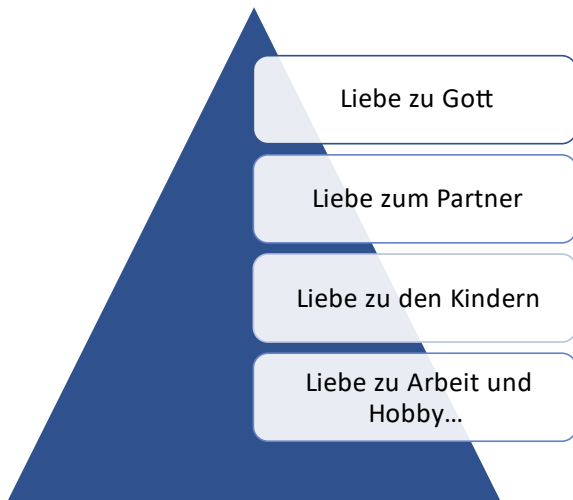 Liebe zu Gott
Liebe zum Partner
Liebe zu den Kindern
Liebe zu Arbeit und
Hobby…